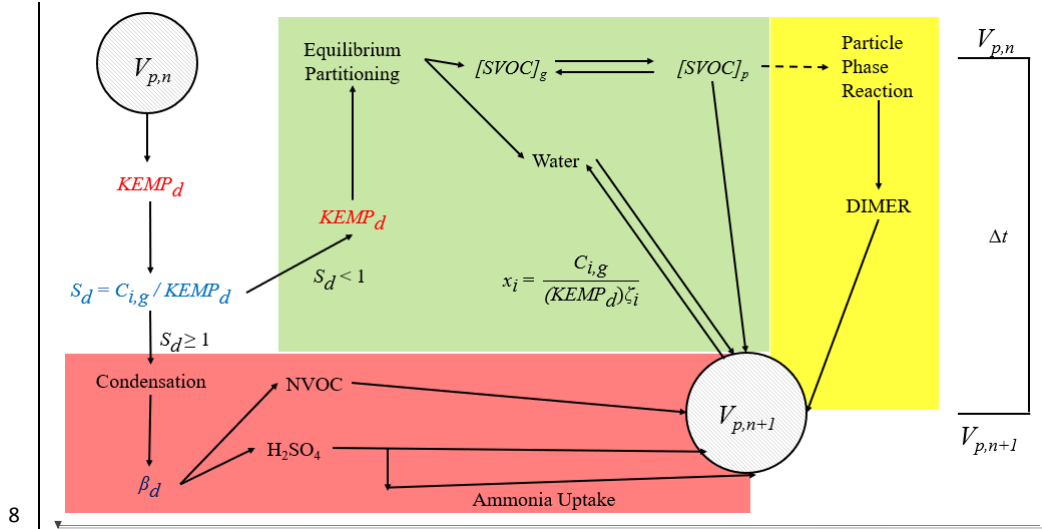 V_{p,n}
KEMP_d
S_d = C_{i,g} / KEMP_d
S_d ≥ 1
S_d < 1
KEMP_d
Equilibrium
Partitioning
[SVOC]_g
[SVOC]_p
Water
x_i = \frac{C_{i,g}}{(KEMP_d)ζ_i}
Particle
Phase
Reaction
DIMER
Condensation
β_d
NVOC
H₂SO₄
Ammonia Uptake
V_{p,n+1}
V_{p,n}
Δt
V_{p,n+1}
8